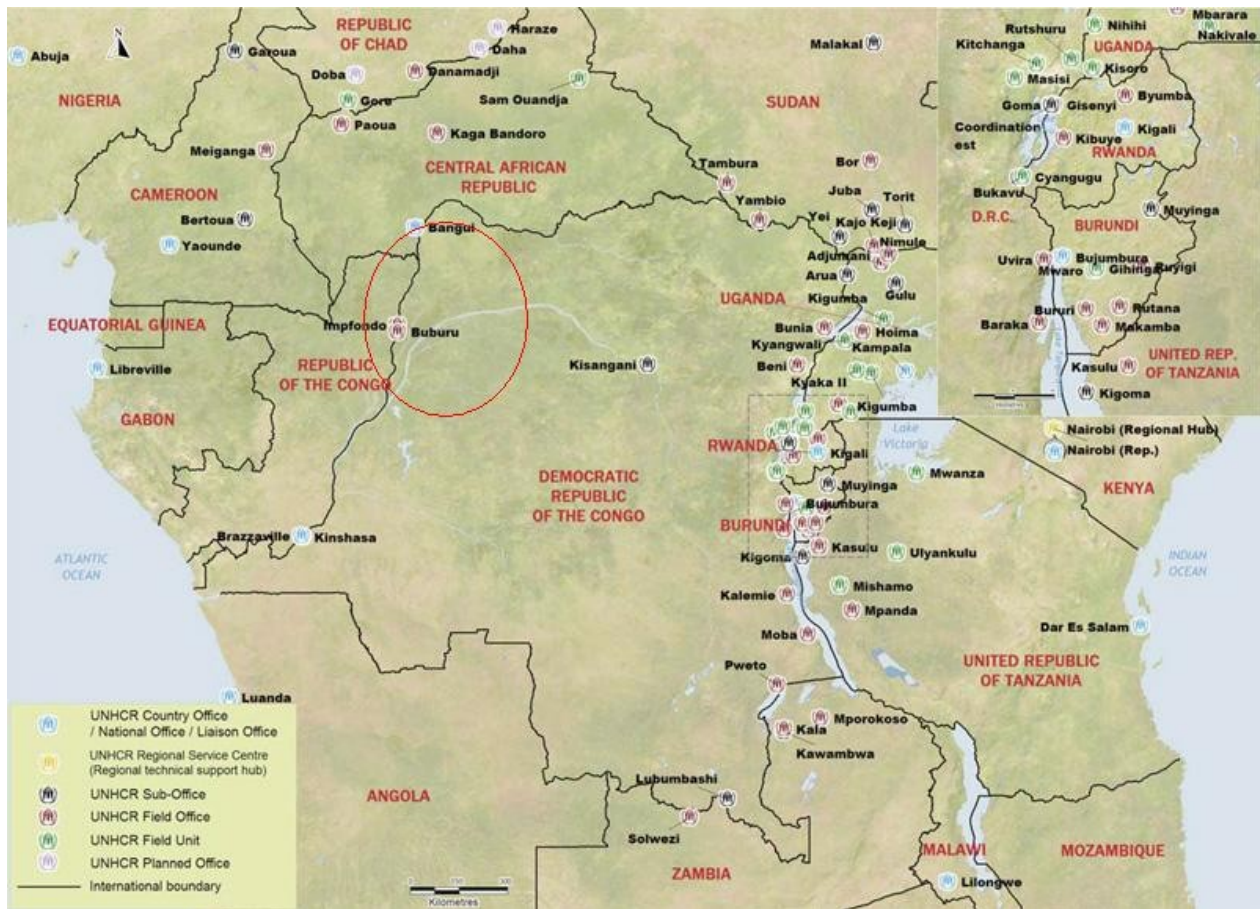 N
REPUBLIC
OF CHAD
Haraze
Daha
Abuja
Garoua
Doba
Danamadji
Malakal
NIGERIA
Gore
Sam Ouandja
SUDAN
Paoua
Kaga Bandoro
Meiganga
CENTRAL AFRICAN
REPUBLIC
Tambura
Bor
CAMEROON
Juba
Torit
Yambio
Yei
Kajo Keji
Bertoua
Bangui
Yaounde
Nimule
Adjumani
Arua
UGANDA
Kigumba
Gulu
EQUATORIAL GUINEA
Impfondo
Buburu
Bunia
Hoima
Kyangwali
Kampala
Libreville
REPUBLIC
OF THE CONGO
Kisangani
Beni
Kyaka II
GABON
Kigumba
Lake
Victoria
RWANDA
Kigali
Nairobi (Regional Hub)
Nairobi (Rep.)
DEMOCRATIC
REPUBLIC
OF THE CONGO
Mwanza
Muyinga
KENYA
Bujumbura
BURUNDI
Brazzaville
Kinshasa
Kasulu
Ulyankulu
ATLANTIC
OCEAN
Kigoma
INDIAN
OCEAN
Kalemie
Mishamo
Mpanda
Dar Es Salam
Moba
UNITED REPUBLIC
OF TANZANIA
Pweto
Luanda
Mporokoso
Kala
Kawambwa
Lubumbashi
ANGOLA
Solwezi
ZAMBIA
MALAWI
MOZAMBIQUE
Lilongwe
Mbarara
Rutshuru
Nihihi
Nakivale
Kitchanga
UGANDA
Kisoro
Masisi
Goma
Gisenyi
Byumba
Coordination
est
Kigali
Kibuye
RWANDA
Cyangugu
Bukavu
D.R.C.
Muyinga
BURUNDI
Uvira
Bujumbura
Mwaro
Gihinga
Ruyigi
Bururi
Rutana
Baraka
Makamba
UNITED REP.
OF TANZANIA
Kasulu
Kigoma
UNHCR Country Office
/ National Office / Liaison Office
UNHCR Regional Service Centre
(Regional technical support hub)
UNHCR Sub-Office
UNHCR Field Office
UNHCR Field Unit
UNHCR Planned Office
International boundary
0 150 300
Kilometres